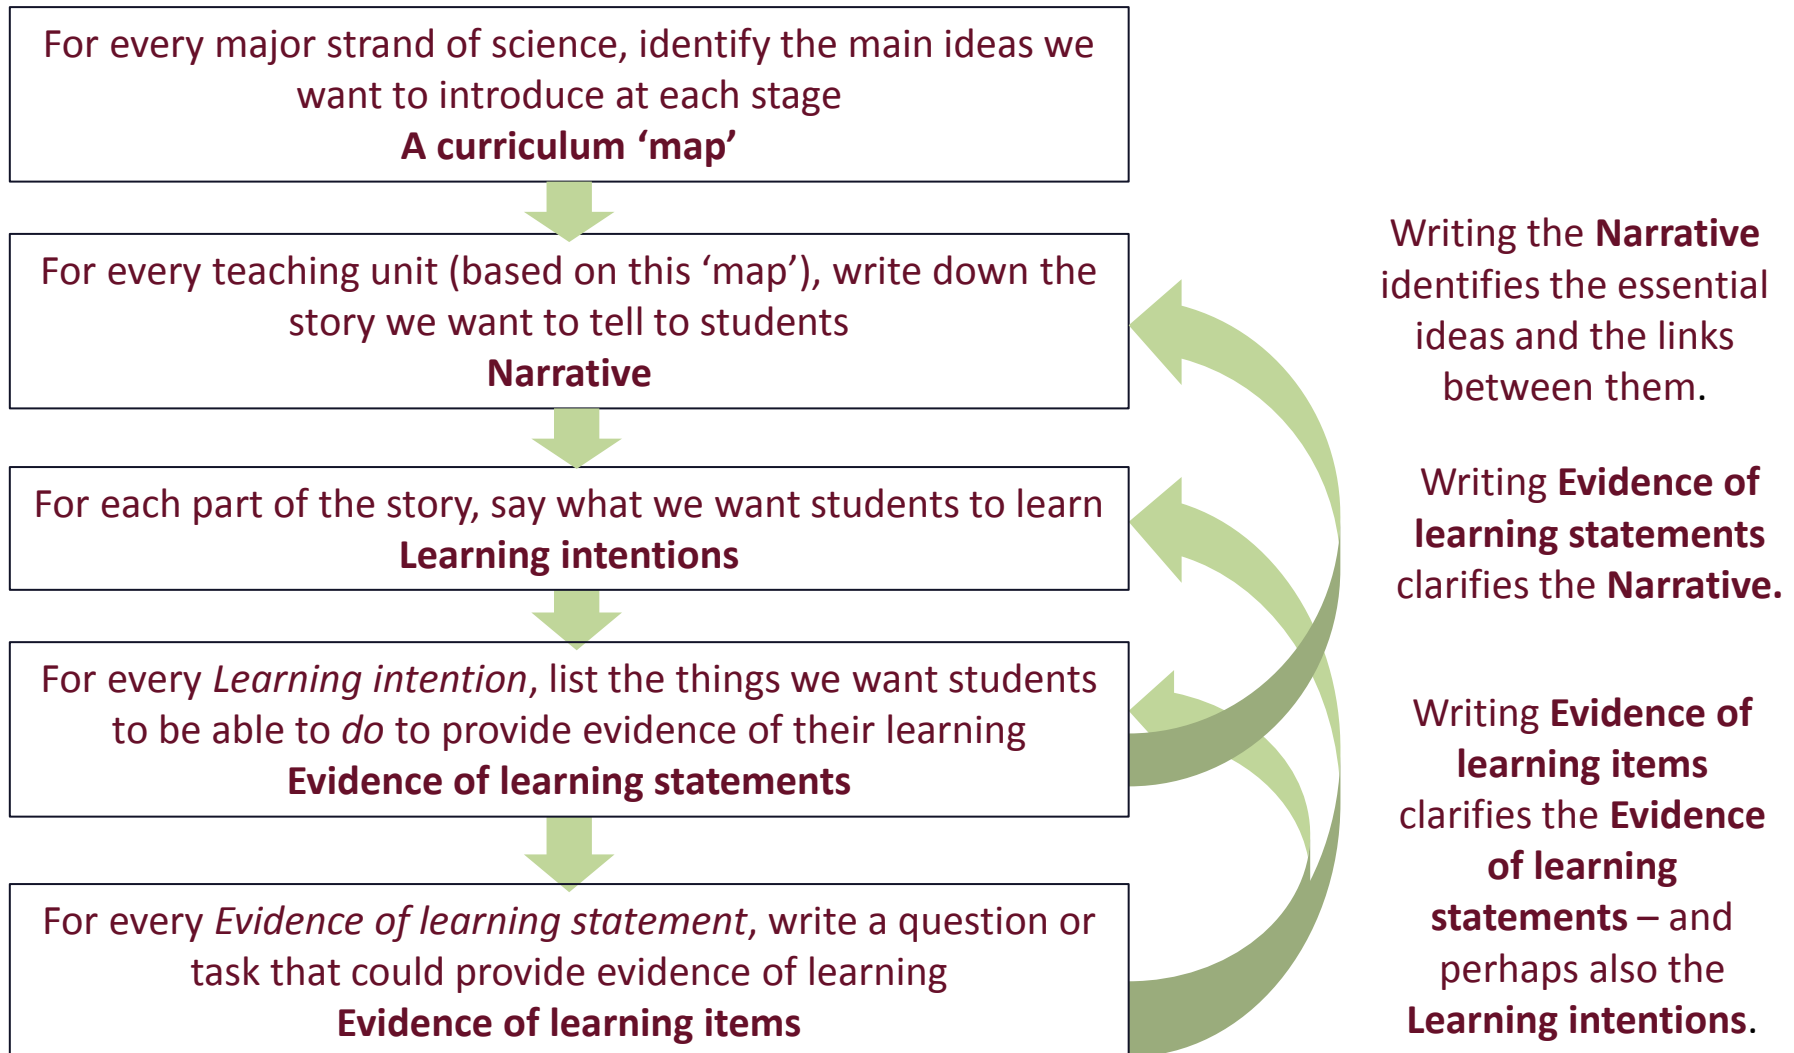 For every major strand of science, identify the main ideas we
want to introduce at each stage
A curriculum ‘map’
For every teaching unit (based on this ‘map’), write down the
story we want to tell to students
Narrative
For each part of the story, say what we want students to learn
Learning intentions
For every Learning intention, list the things we want students
to be able to do to provide evidence of their learning
Evidence of learning statements
For every Evidence of learning statement, write a question or
task that could provide evidence of learning
Evidence of learning items
Writing the Narrative
identifies the essential
ideas and the links
between them.
Writing Evidence of
learning statements
clarifies the Narrative.
Writing Evidence of
learning items
clarifies the Evidence
of learning
statements – and
perhaps also the
Learning intentions.